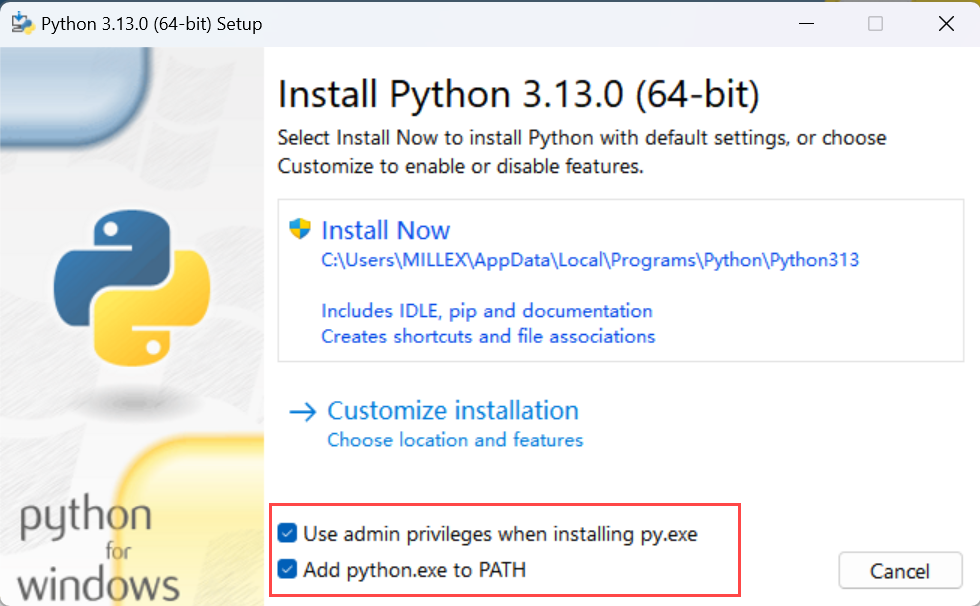 Python 3.13.0 (64-bit) Setup
Install Python 3.13.0 (64-bit)
Select Install Now to install Python with default settings, or choose
Customize to enable or disable features.
Install Now
C:\Users\MILLEX\AppData\Local\Programs\Python\Python313
Includes IDLE, pip and documentation
Creates shortcuts and file associations
Customize installation
Choose location and features
python
for
windows
Use admin privileges when installing py.exe
Add python.exe to PATH
Cancel